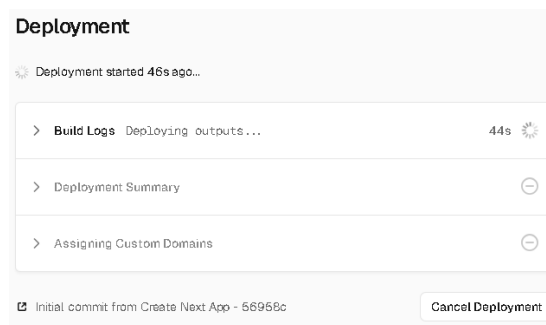 Deployment
Deployment started 46s ago...
Build Logs Deploying outputs... 44s
Deployment Summary
Assigning Custom Domains
Initial commit from Create Next App - 56958c
Cancel Deployment